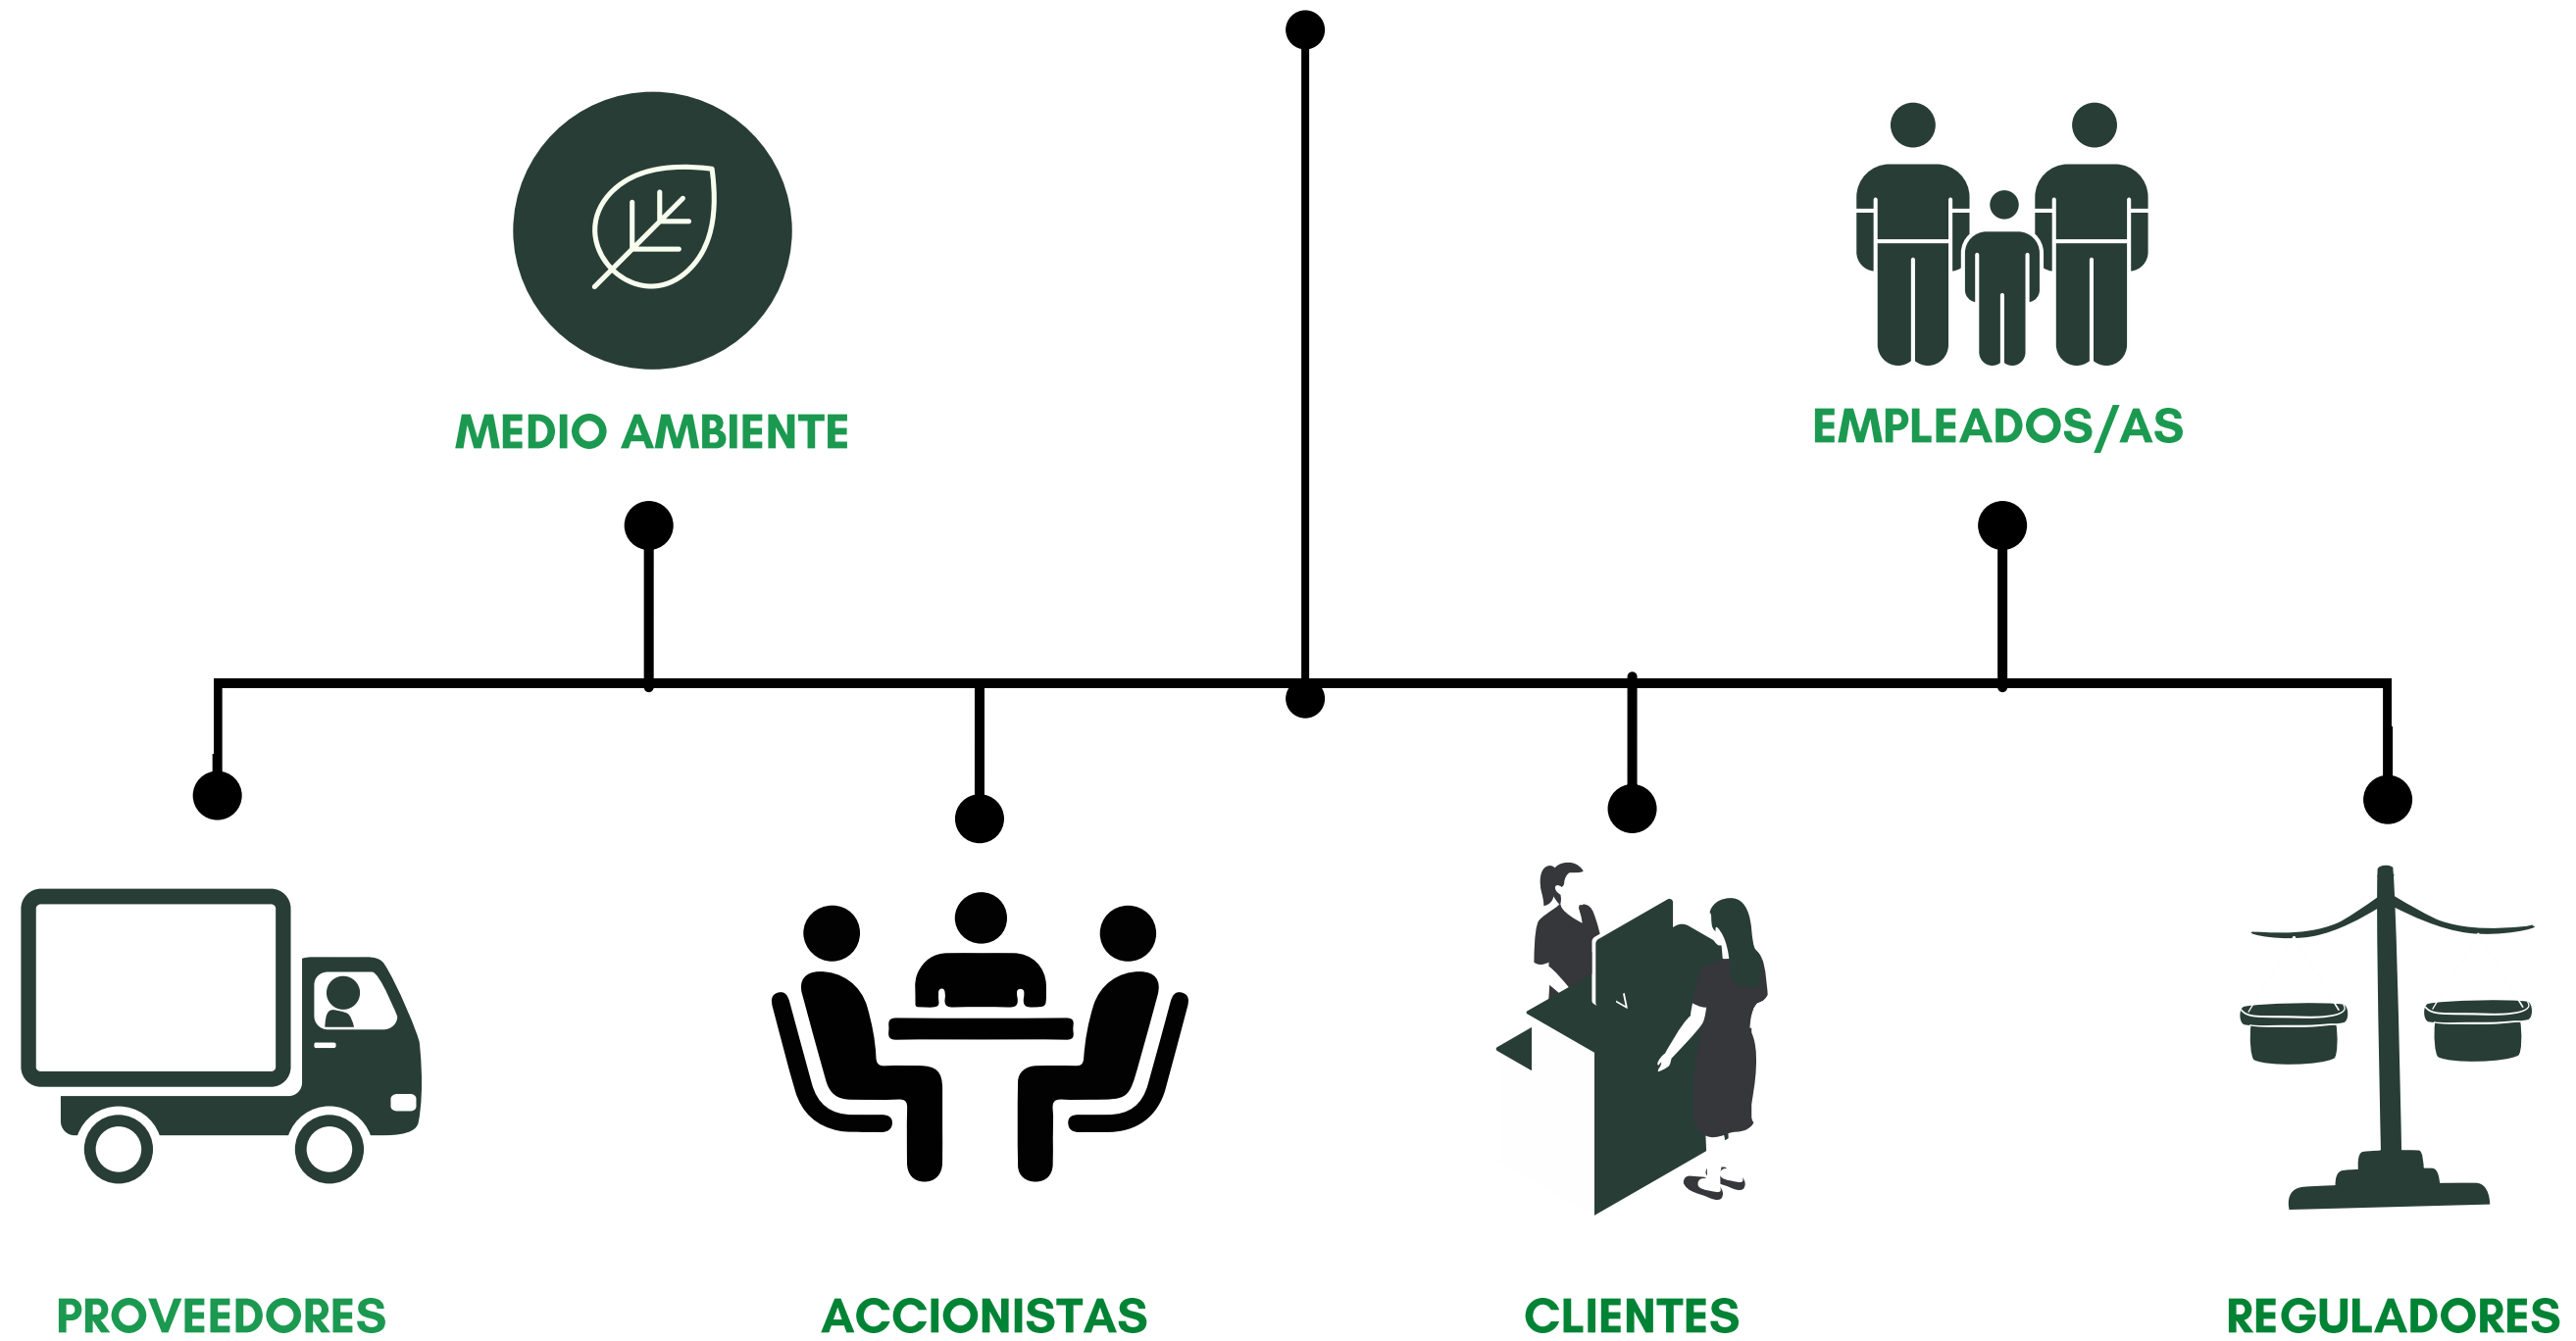 MEDIO AMBIENTE
EMPLEADOS/AS
PROVEEDORES
ACCIONISTAS
CLIENTES
REGULADORES